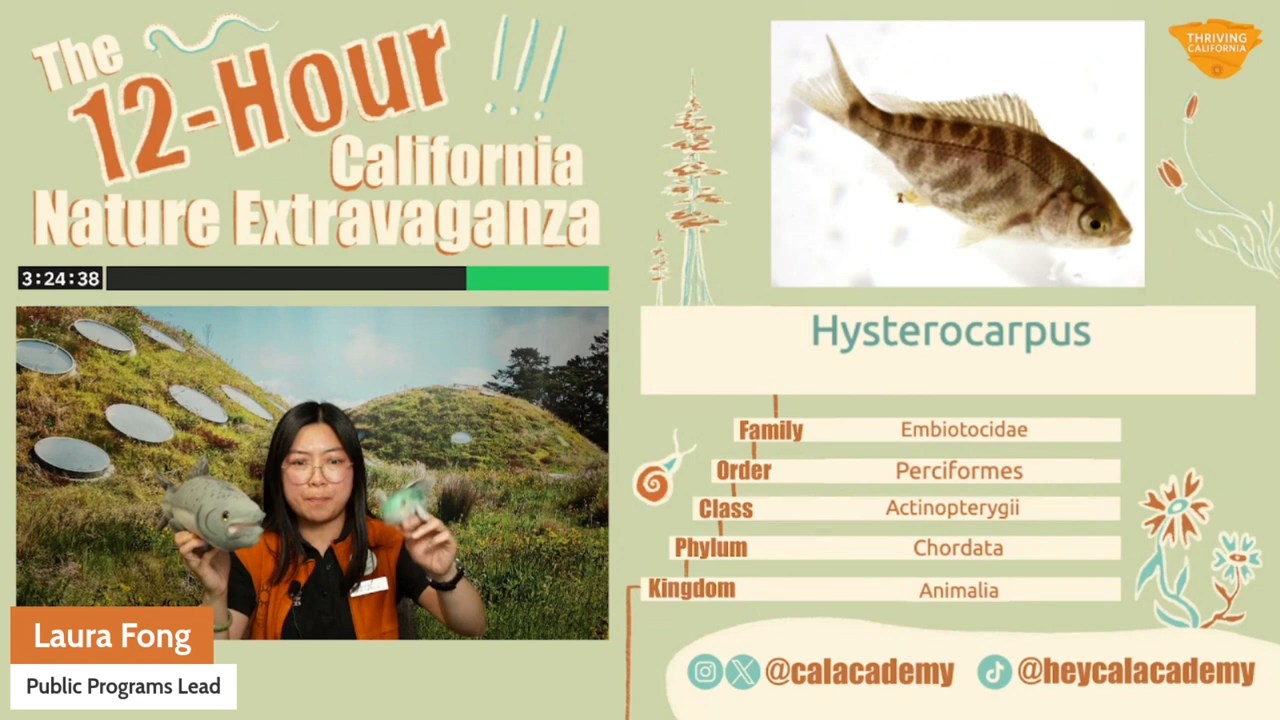 The
12-Hour
!!!
California
Nature Extravaganza
3:24:38
THRIVING
CALIFORNIA
Hysterocarpus
Family Embiotocidae
Order Perciformes
Class Actinopterygii
Phylum Chordata
Kingdom Animalia
Laura Fong
Public Programs Lead
@calacademy @heycalacademy